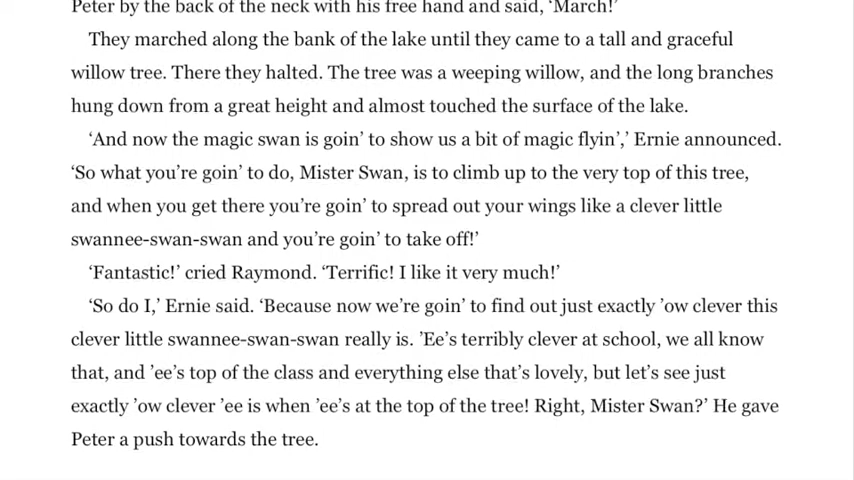 Peter by the back of the neck with his free hand and said, ‘March!’
They marched along the bank of the lake until they came to a tall and graceful
willow tree. There they halted. The tree was a weeping willow, and the long branches
hung down from a great height and almost touched the surface of the lake.
‘And now the magic swan is goin’ to show us a bit of magic flyin’,’ Ernie announced.
‘So what you’re goin’ to do, Mister Swan, is to climb up to the very top of this tree,
and when you get there you’re goin’ to spread out your wings like a clever little
swannee-swan-swan and you’re goin’ to take off!’
‘Fantastic!’ cried Raymond. ‘Terrific! I like it very much!’
‘So do I,’ Ernie said. ‘Because now we’re goin’ to find out just exactly ’ow clever this
clever little swannee-swan-swan really is. ’Ee’s terribly clever at school, we all know
that, and ’ee’s top of the class and everything else that’s lovely, but let’s see just
exactly ’ow clever ’ee is when ’ee’s at the top of the tree! Right, Mister Swan?’ He gave
Peter a push towards the tree.